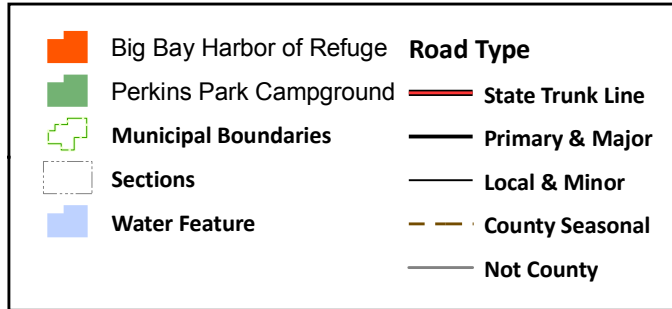 Big Bay Harbor of Refuge
Perkins Park Campground
Municipal Boundaries
Sections
Water Feature
Road Type
State Trunk Line
Primary & Major
Local & Minor
County Seasonal
Not County